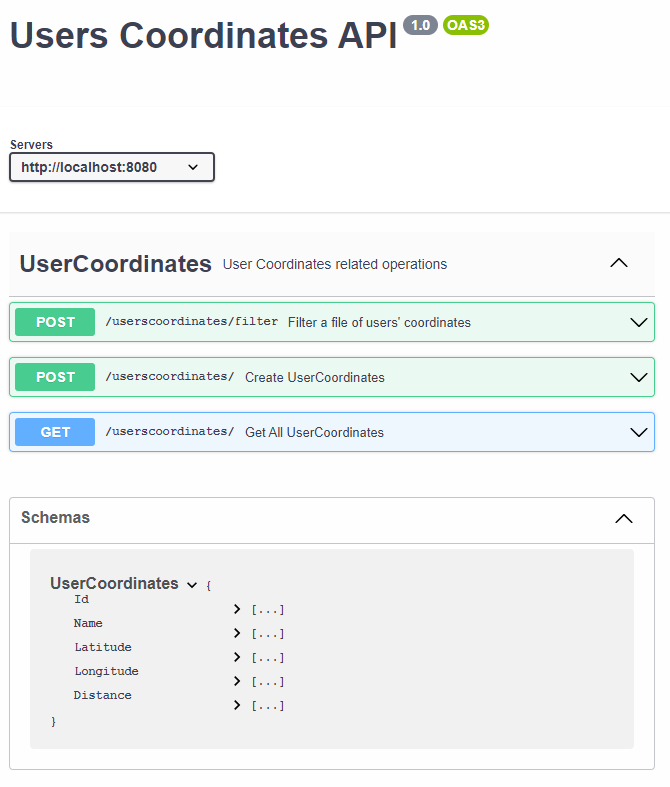 Users Coordinates API 1.0 OAS3
Servers
http://localhost:8080
UserCoordinates User Coordinates related operations
POST /userscoordinates/filter Filter a file of users' coordinates
POST /userscoordinates/ Create UserCoordinates
GET /userscoordinates/ Get All UserCoordinates
Schemas
UserCoordinates {
Id [...]
Name [...]
Latitude [...]
Longitude [...]
Distance [...]
}